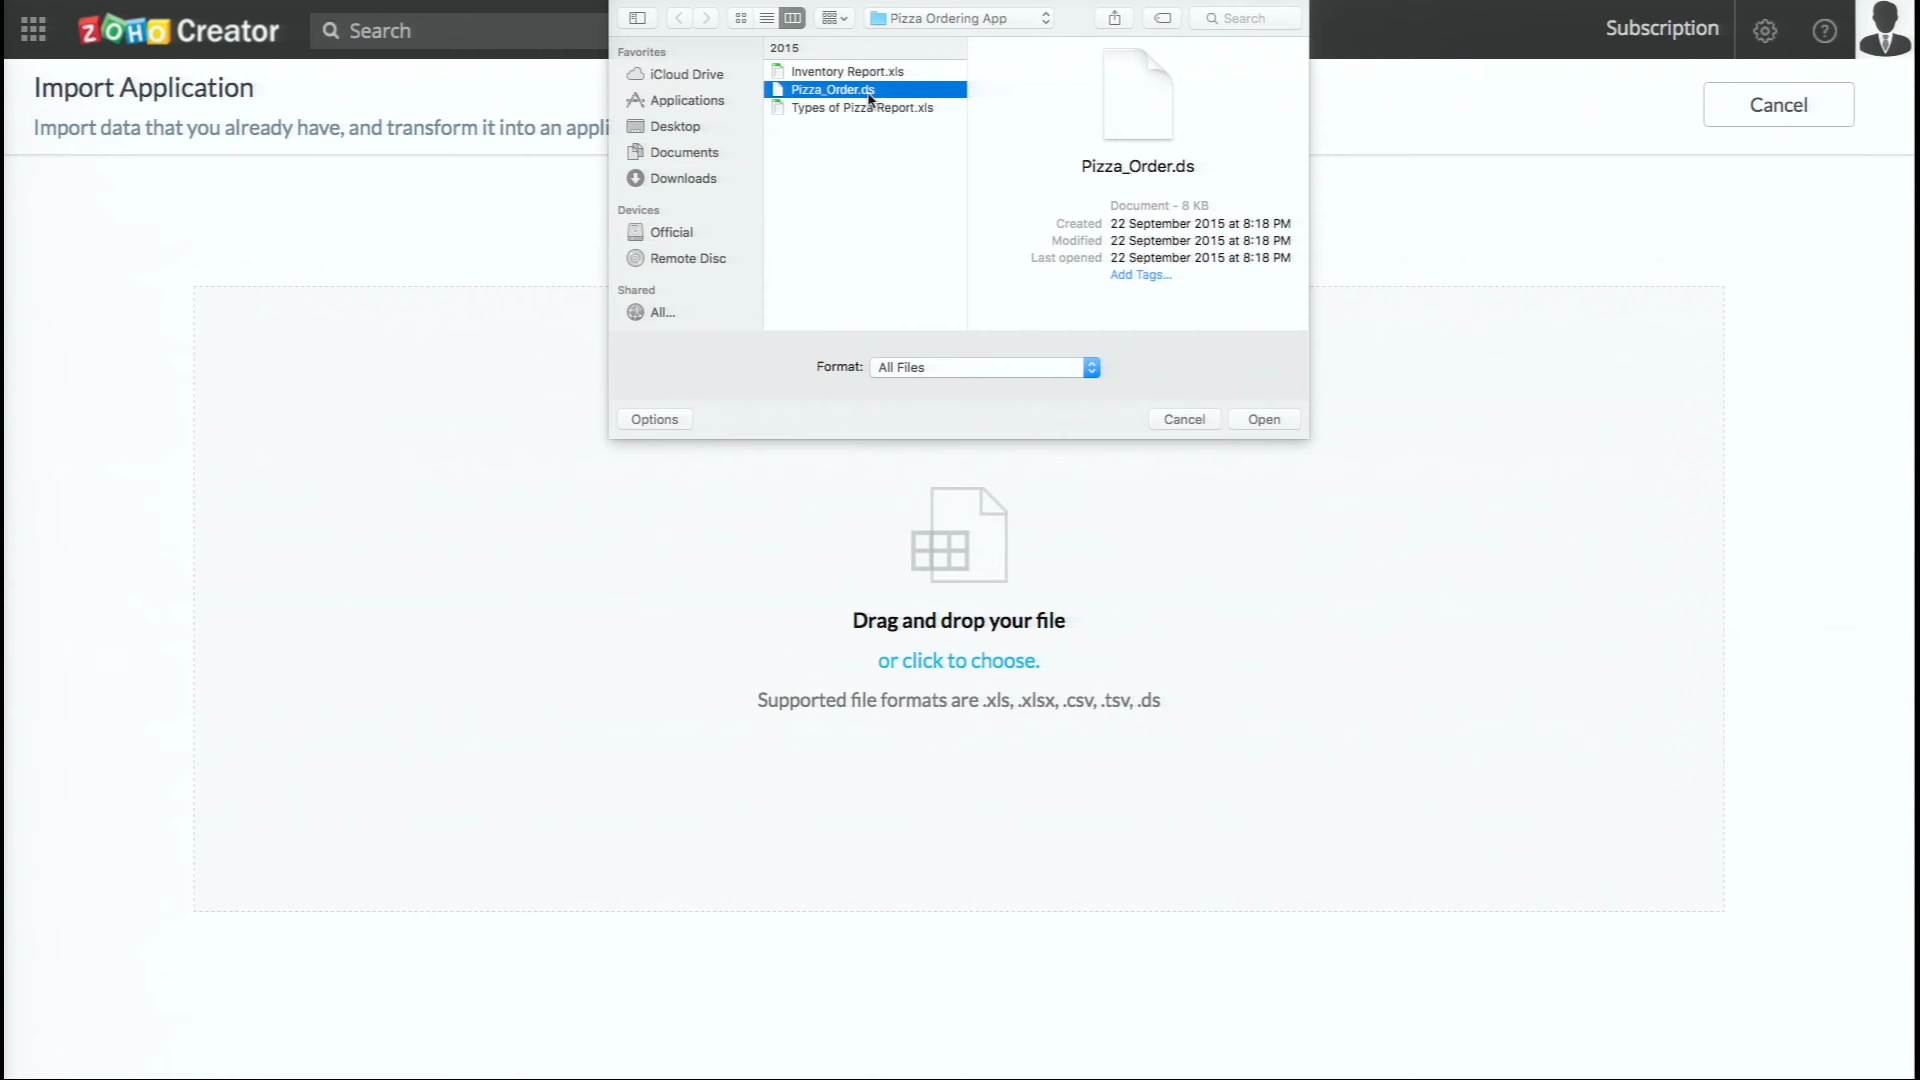 ZOHO Creator
Search
Pizza Ordering App
Search
Subscription
Import Application
Import data that you already have, and transform it into an appli
Cancel
Favorites
iCloud Drive
Applications
Desktop
Documents
Downloads
Devices
Official
Remote Disc
Shared
All...
2015
Inventory Report.xls
Pizza_Order.ds
Types of Pizza Report.xls
Pizza_Order.ds
Document - 8 KB
Created 22 September 2015 at 8:18 PM
Modified 22 September 2015 at 8:18 PM
Last opened 22 September 2015 at 8:18 PM
Add Tags...
Format: All Files
Options
Cancel
Open
Drag and drop your file
or click to choose.
Supported file formats are .xls, .xlsx, .csv, .tsv, .ds